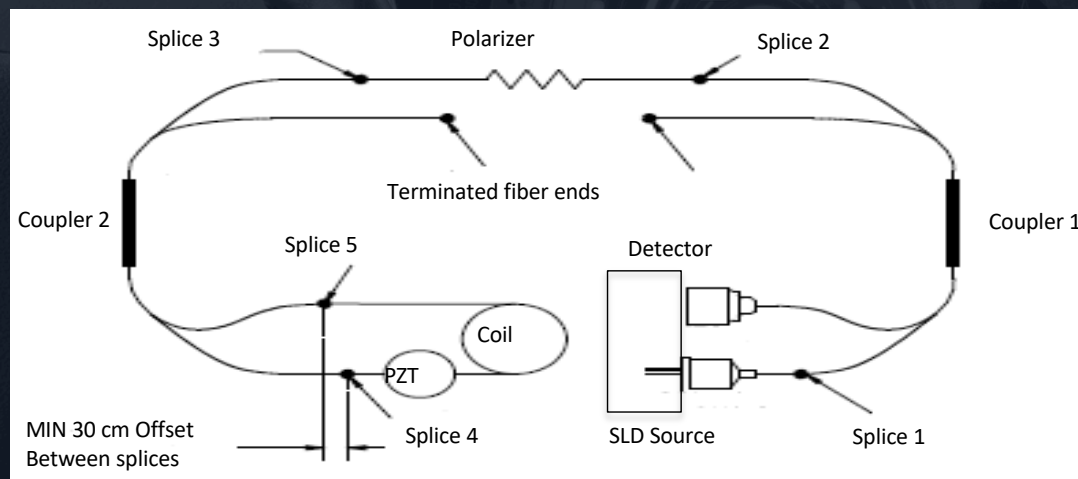 Splice 3
Polarizer
Splice 2
Terminated fiber ends
Coupler 2
Coupler 1
Splice 5
Detector
Coil
PZT
MIN 30 cm Offset
Between splices
Splice 4
SLD Source
Splice 1